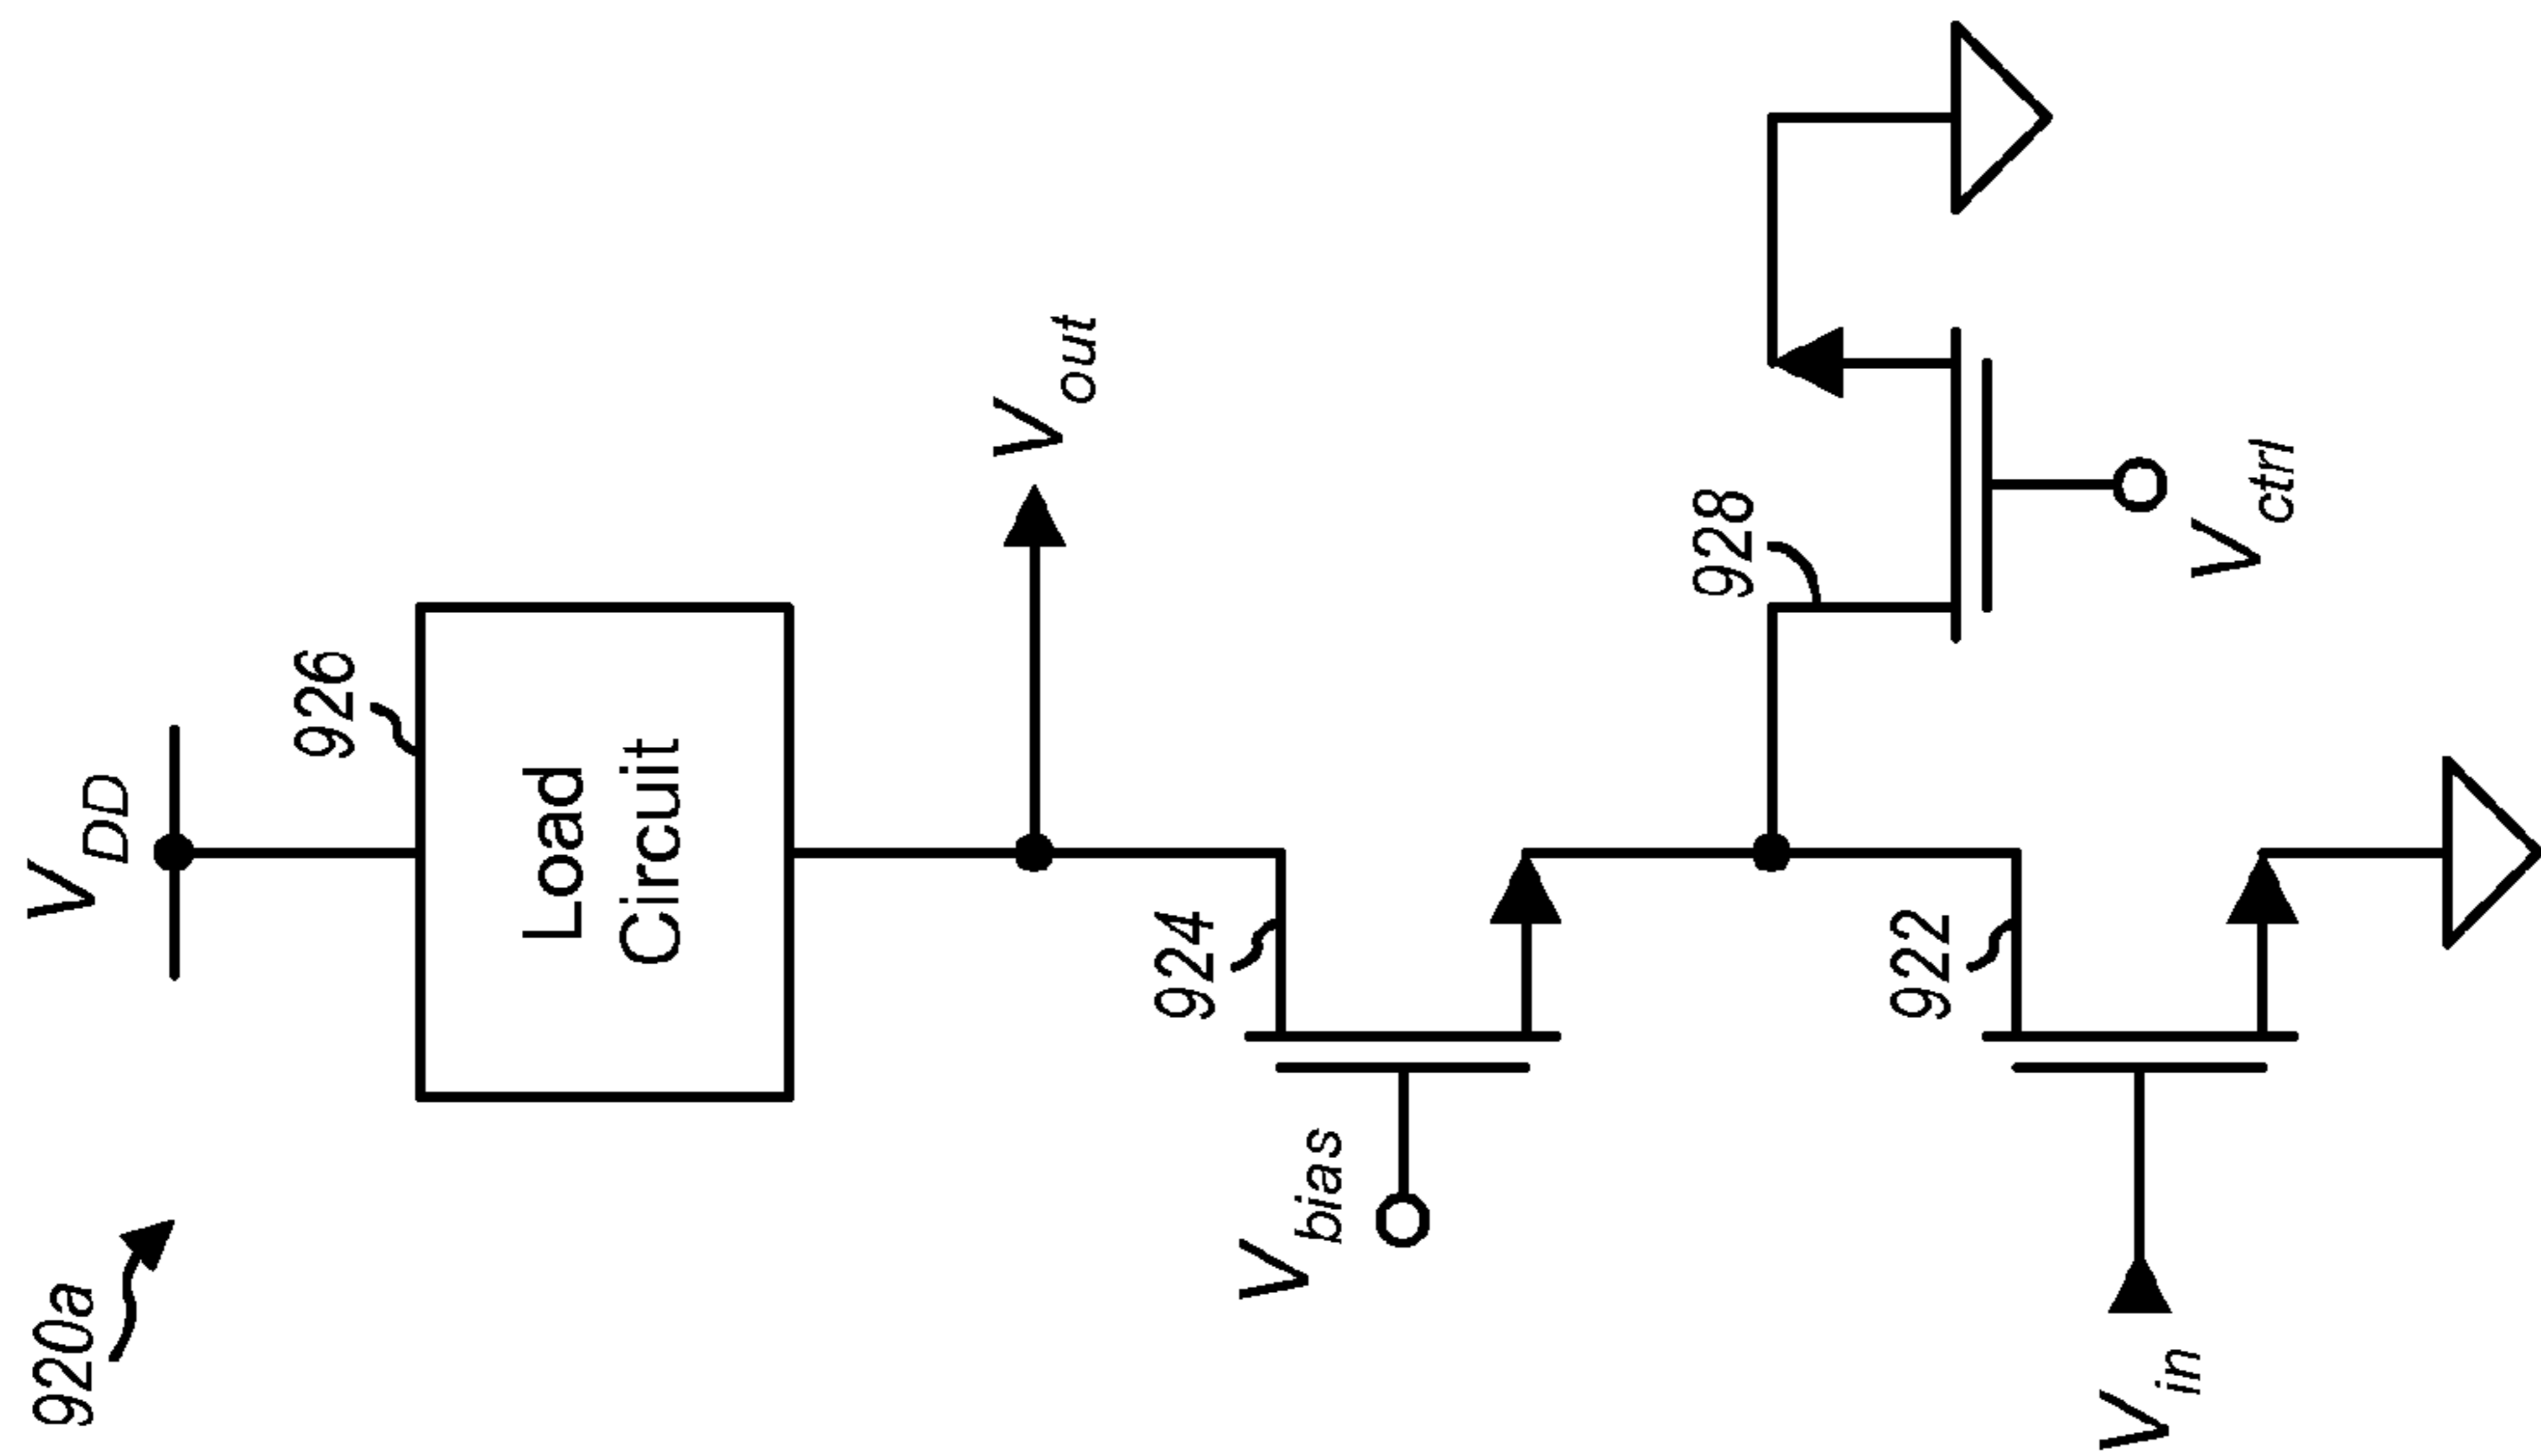 920a
V_DD
926
Load
Circuit
V_out
924
V_bias
928
V_ctrl
922
V_in